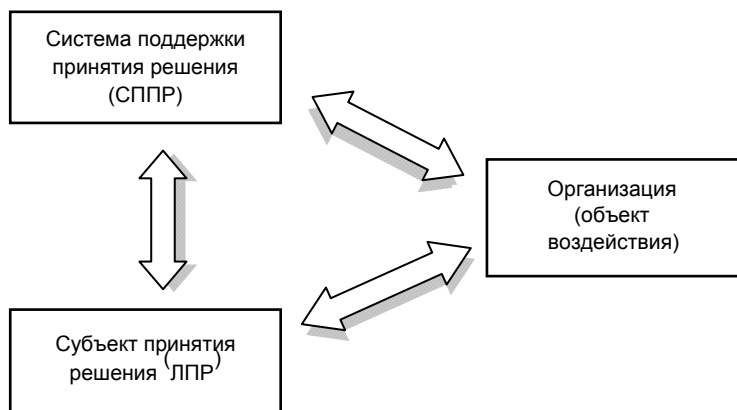 Система поддержки
принятия решения
(СППР)
Организация
(объект
воздействия)
Субъект принятия
решения (ЛПР)